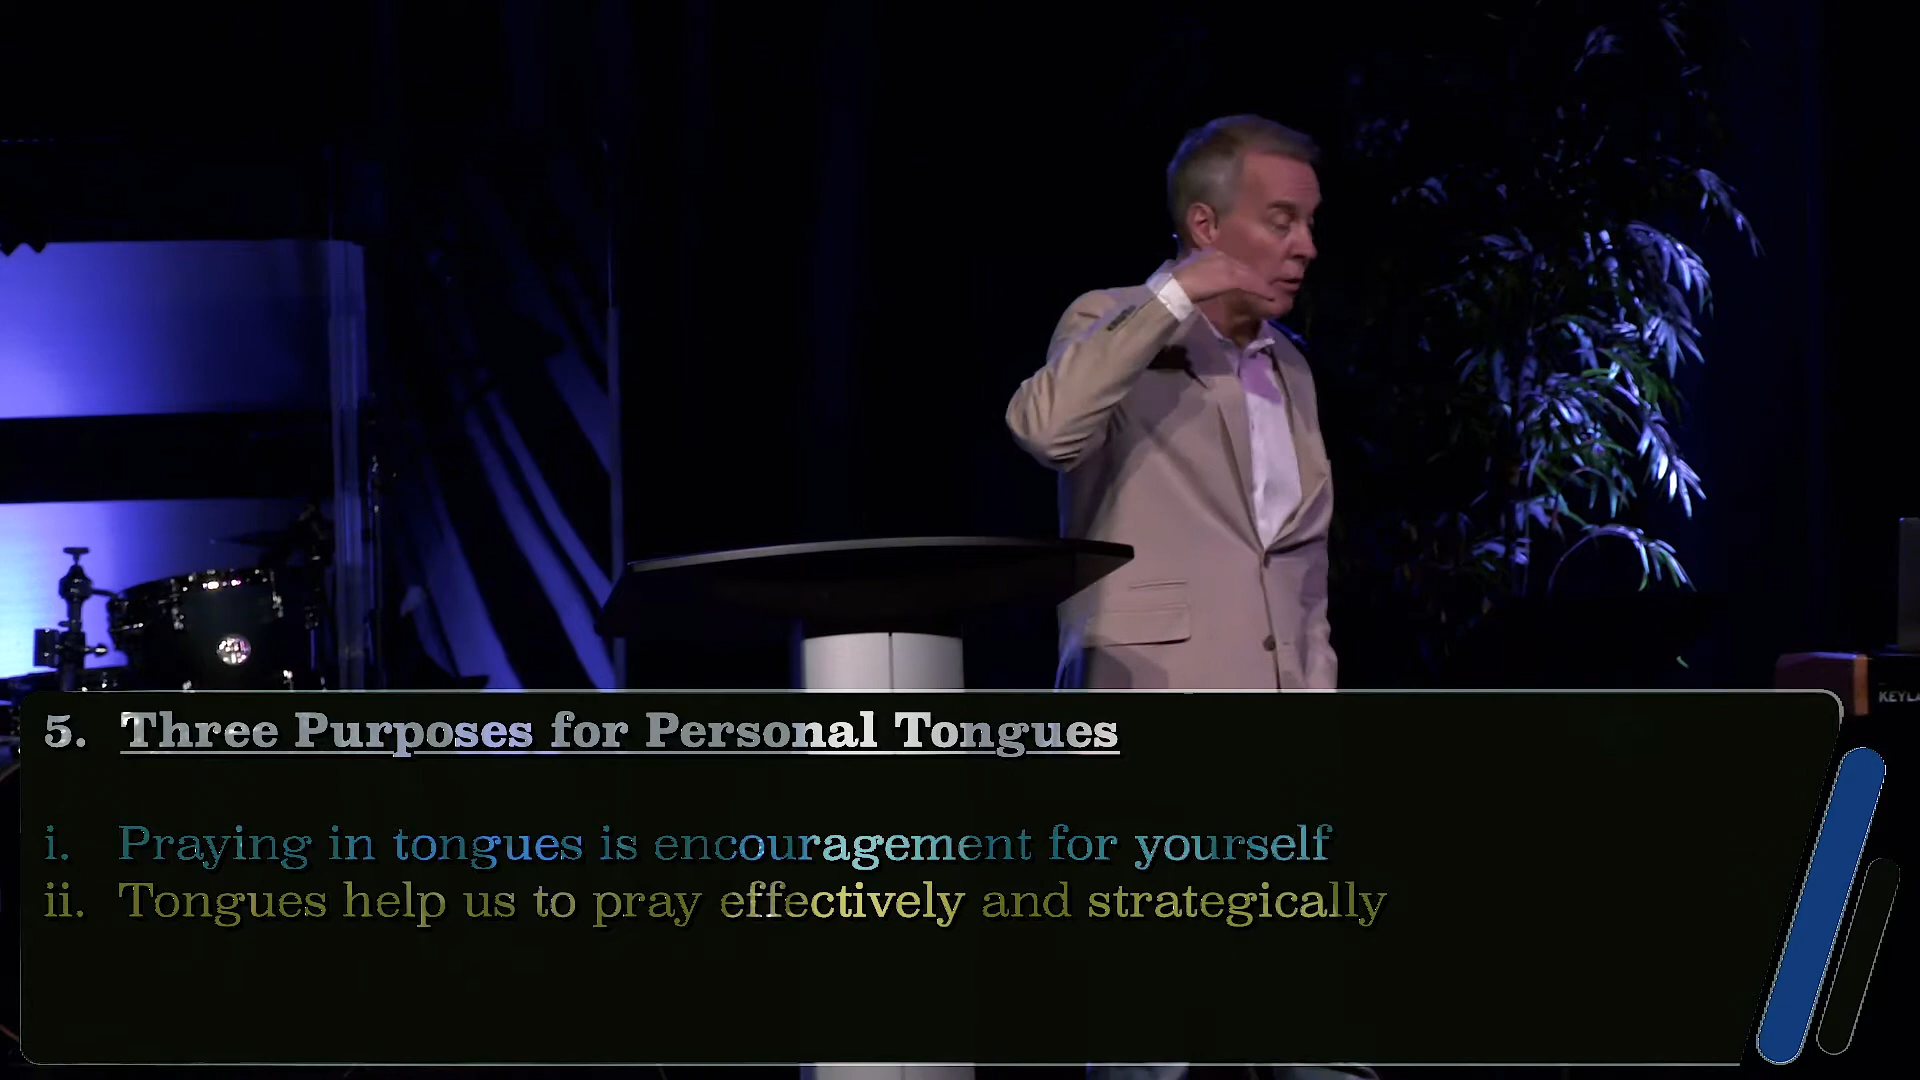 5. Three Purposes for Personal Tongues
i. Praying in tongues is encouragement for yourself
ii. Tongues help us to pray effectively and strategically